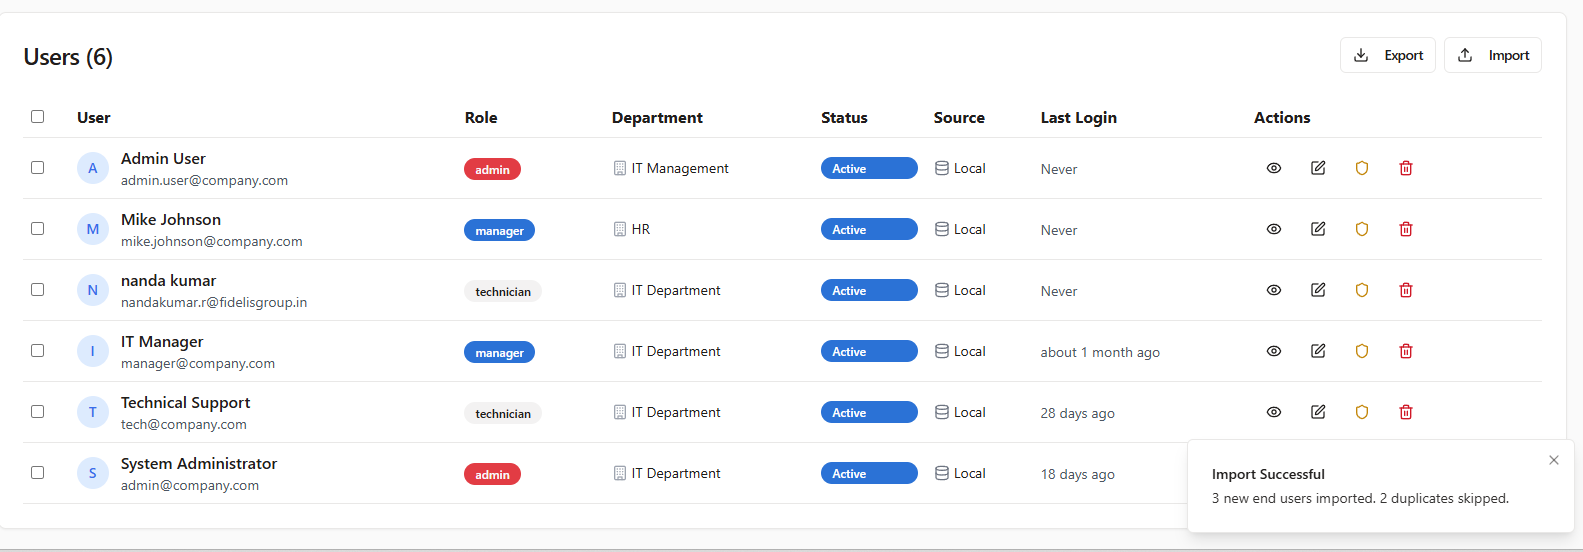 Users (6)
Export
Import
User Role Department Status Source Last Login Actions
A Admin User admin IT Management Active Local Never
admin.user@company.com
M Mike Johnson manager HR Active Local Never
mike.johnson@company.com
N nanda kumar technician IT Department Active Local Never
nandakumar.r@fidelisgroup.in
I IT Manager manager IT Department Active Local about 1 month ago
manager@company.com
T Technical Support technician IT Department Active Local 28 days ago
tech@company.com
S System Administrator admin IT Department Active Local 18 days ago
admin@company.com
Import Successful
3 new end users imported. 2 duplicates skipped.